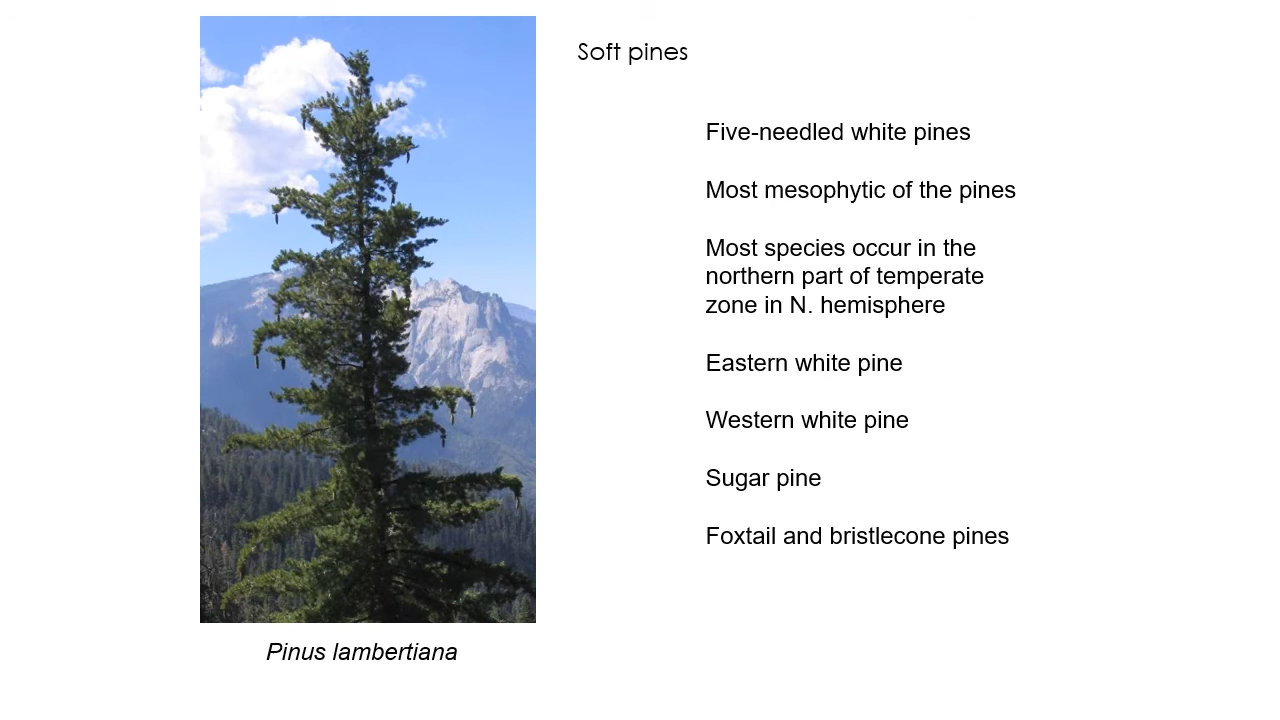 Soft pines
Five-needled white pines
Most mesophytic of the pines
Most species occur in the
northern part of temperate
zone in N. hemisphere
Eastern white pine
Western white pine
Sugar pine
Foxtail and bristlecone pines
Pinus lambertiana